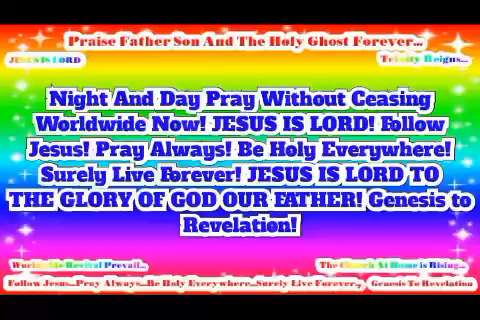 Praise Father Son And The Holy Ghost Forever...
JESUS IS LORD
Trinity Reigns...
Night And Day Pray Without Ceasing
Worldwide Now! JESUS IS LORD! Follow
Jesus! Pray Always! Be Holy Everywhere!
Surely Live Forever! JESUS IS LORD TO
THE GLORY OF GOD OUR FATHER! Genesis to
Revelation!
Worldwide Revival Prevail...
The Church At Home is Rising...
Follow Jesus...Pray Always...Be Holy Everywhere...Surely Live Forever...
Genesis To Revelation